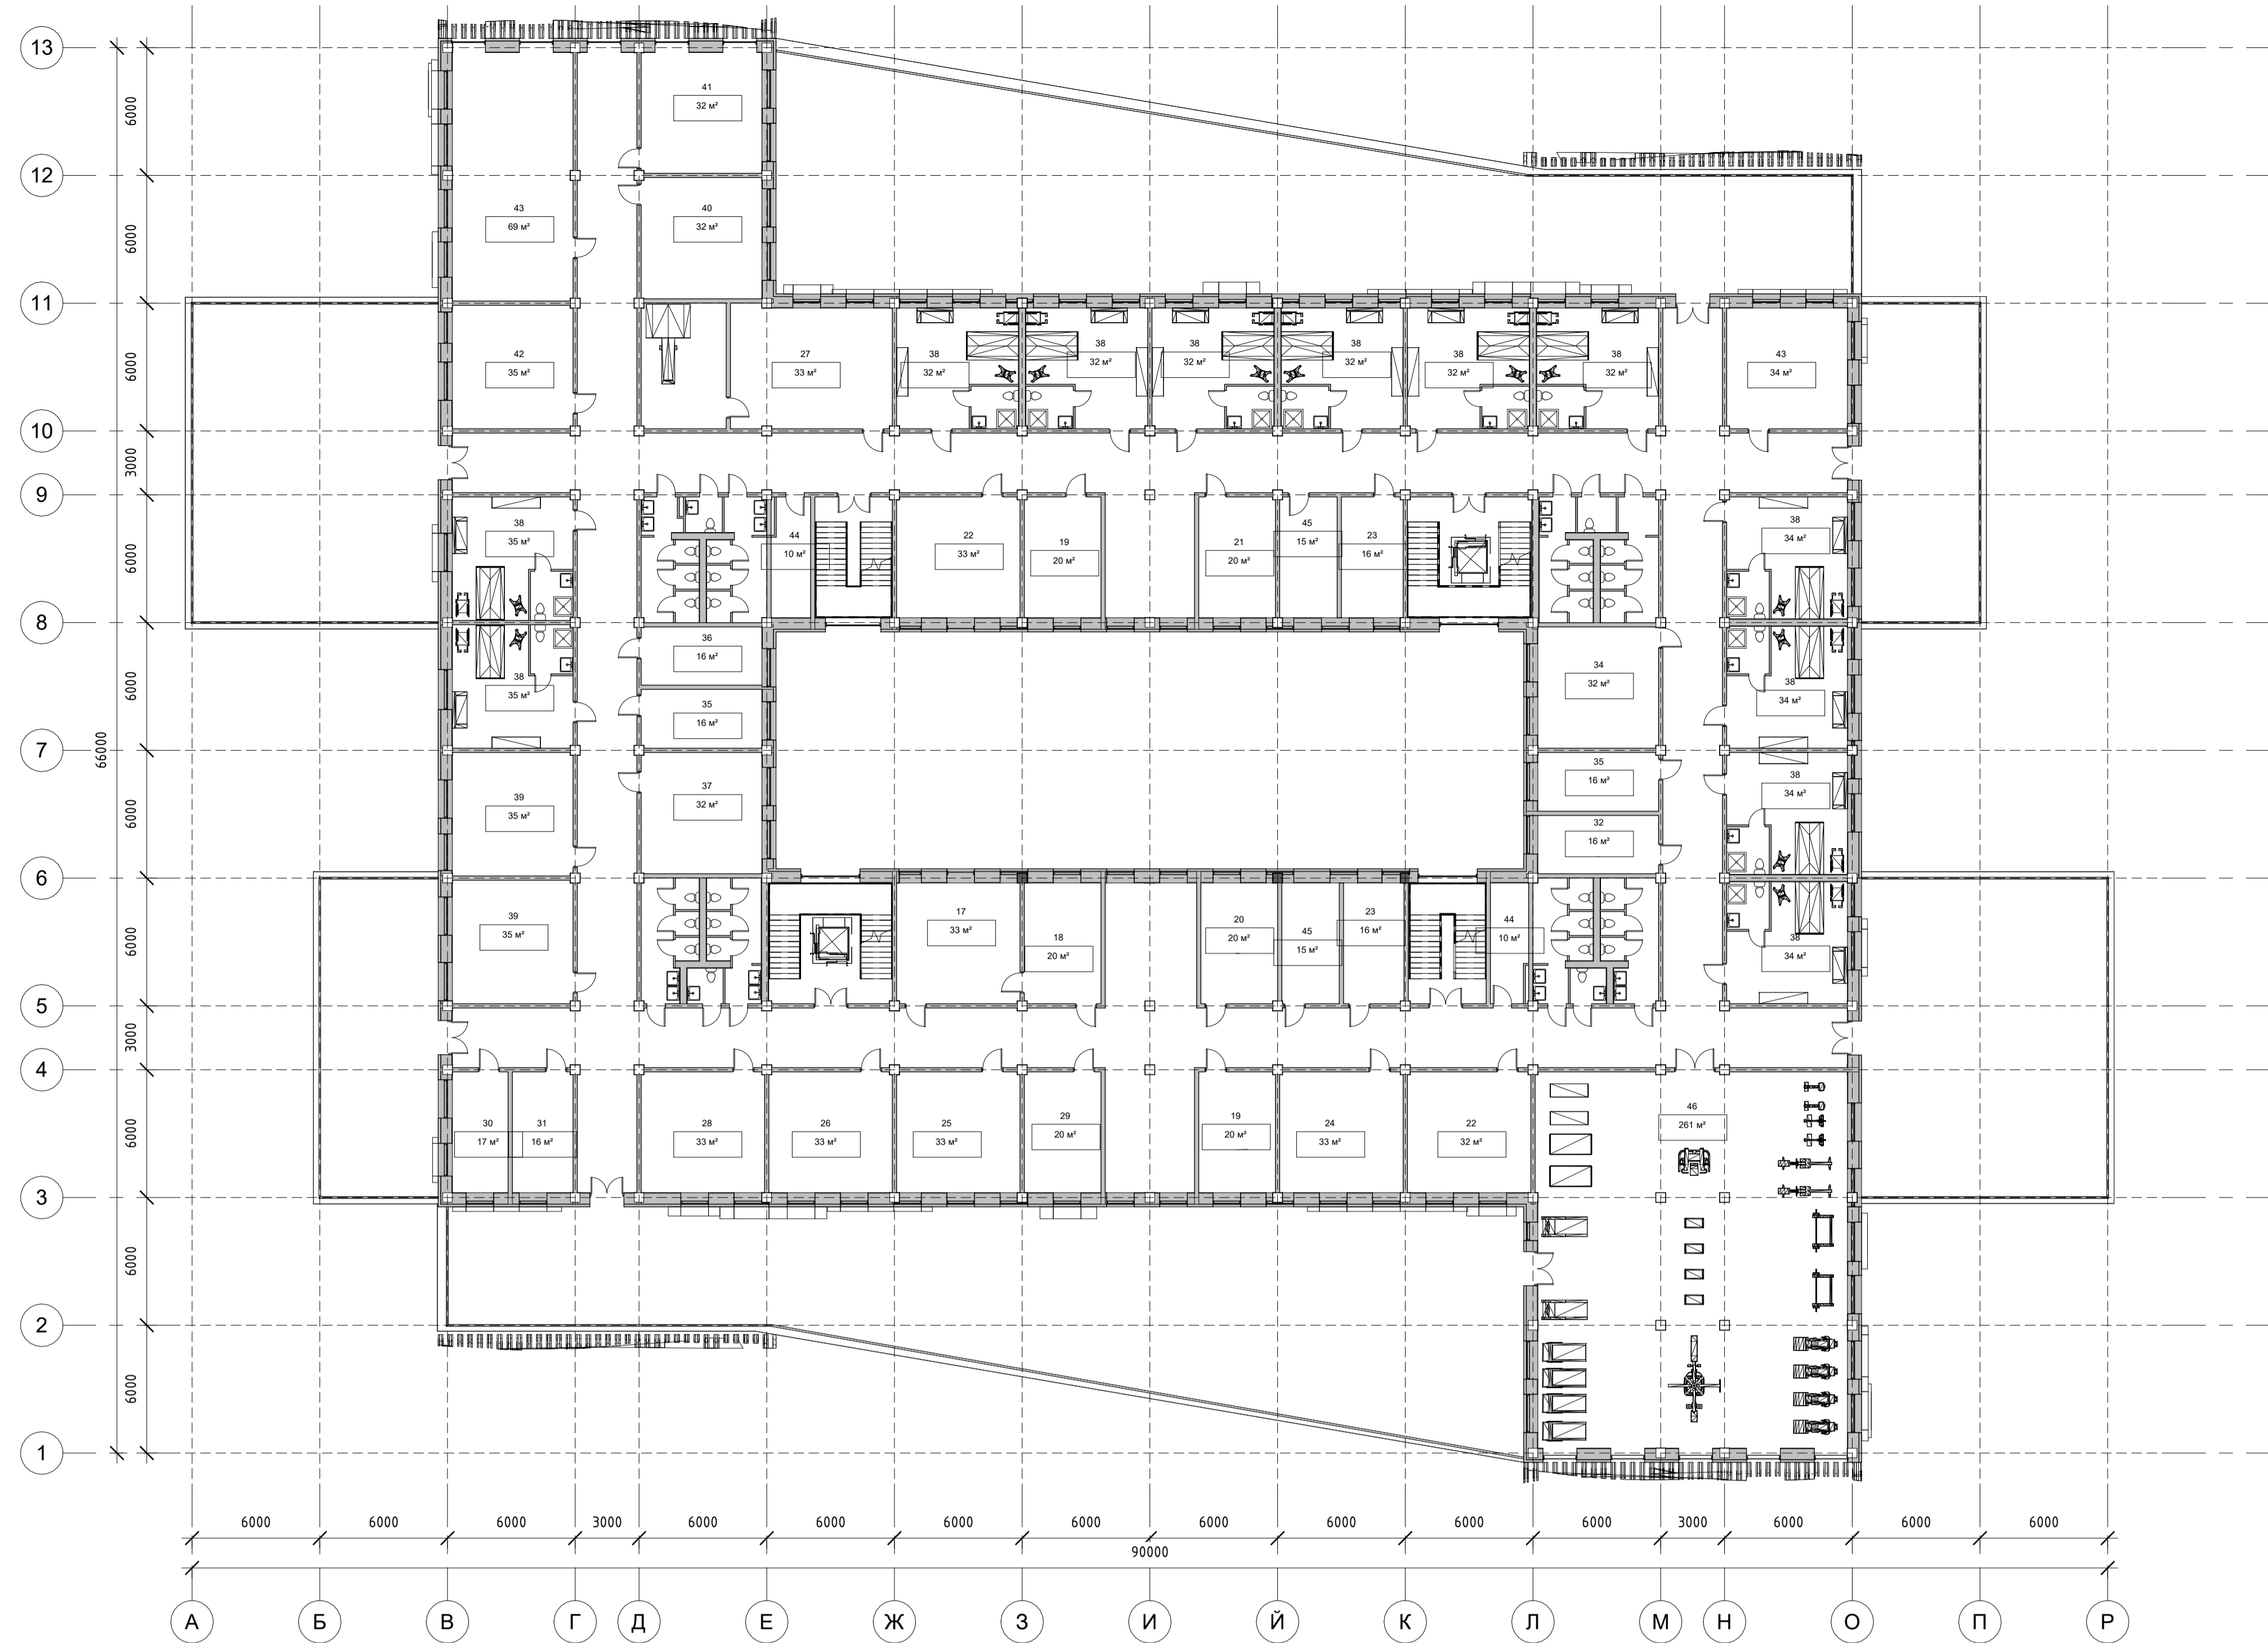 13
41
32 м²
6000
12
43
69 м²
40
32 м²
6000
11
42
35 м²
27
33 м²
38
32 м²
38
32 м²
38
32 м²
38
32 м²
38
32 м²
38
32 м²
43
34 м²
6000
10
3000
9
38
35 м²
44
10 м²
22
33 м²
19
20 м²
21
20 м²
45
15 м²
23
16 м²
38
34 м²
6000
8
36
16 м²
34
32 м²
38
35 м²
38
34 м²
6000
35
16 м²
7
66000
39
35 м²
37
32 м²
35
16 м²
38
34 м²
6000
32
16 м²
6
39
35 м²
17
33 м²
18
20 м²
20
20 м²
45
15 м²
23
16 м²
44
10 м²
38
34 м²
6000
5
3000
4
30
17 м²
31
16 м²
28
33 м²
26
33 м²
25
33 м²
29
20 м²
19
20 м²
24
33 м²
22
32 м²
46
261 м²
6000
3
6000
2
6000
1
6000 6000 6000 3000 6000 6000 6000 6000 6000 6000 6000 6000 3000 6000 6000 6000
90000
А Б В Г Д Е Ж З И Й К Л М Н О П Р